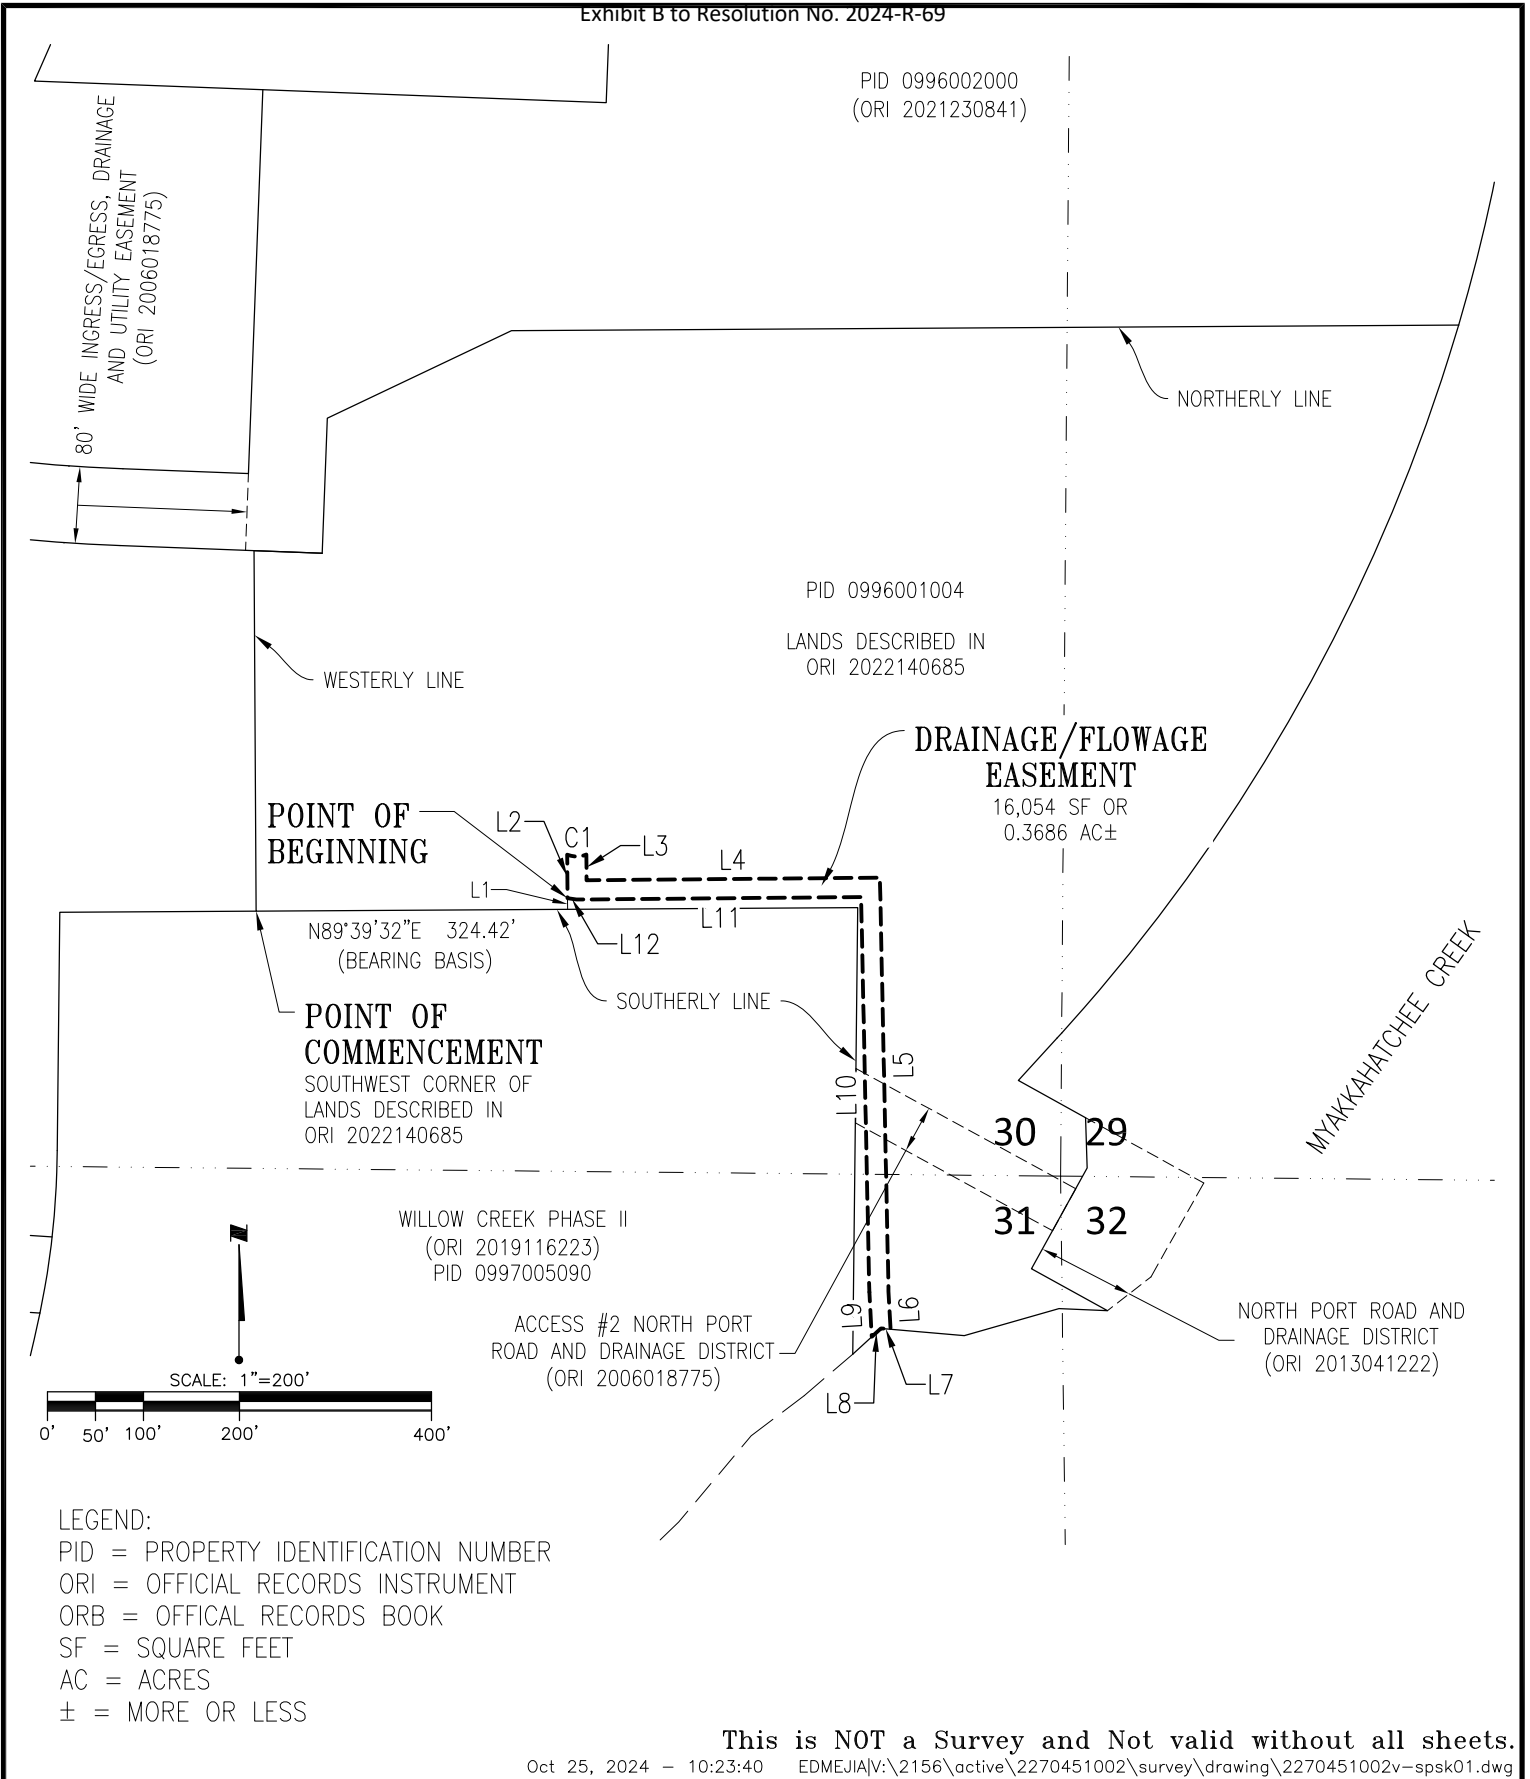 Exhibit B to Resolution No. 2024-R-69
PID 0996002000
(ORI 2021230841)
80' WIDE INGRESS/EGRESS, DRAINAGE
AND UTILITY EASEMENT
(ORI 2006018775)
NORTHERLY LINE
PID 0996001004
LANDS DESCRIBED IN
ORI 2022140685
WESTERLY LINE
DRAINAGE/FLOWAGE
EASEMENT
16,054 SF OR
0.3686 AC±
POINT OF
BEGINNING
L2
C1
L3
L4
L1
L11
L12
N89°39'32"E 324.42'
(BEARING BASIS)
SOUTHERLY LINE
POINT OF
COMMENCEMENT
SOUTHWEST CORNER OF
LANDS DESCRIBED IN
ORI 2022140685
L5
L10
MYAKKAHATCHEE CREEK
30
29
31
32
WILLOW CREEK PHASE II
(ORI 2019116223)
PID 0997005090
N
ACCESS #2 NORTH PORT
ROAD AND DRAINAGE DISTRICT
(ORI 2006018775)
L9
L6
L7
L8
NORTH PORT ROAD AND
DRAINAGE DISTRICT
(ORI 2013041222)
SCALE: 1"=200'
0' 50' 100' 200' 400'
LEGEND:
PID = PROPERTY IDENTIFICATION NUMBER
ORI = OFFICIAL RECORDS INSTRUMENT
ORB = OFFICAL RECORDS BOOK
SF = SQUARE FEET
AC = ACRES
± = MORE OR LESS
This is NOT a Survey and Not valid without all sheets.
Oct 25, 2024 - 10:23:40 EDMEJIA|V:\2156\active\2270451002\survey\drawing\2270451002v-spsk01.dwg